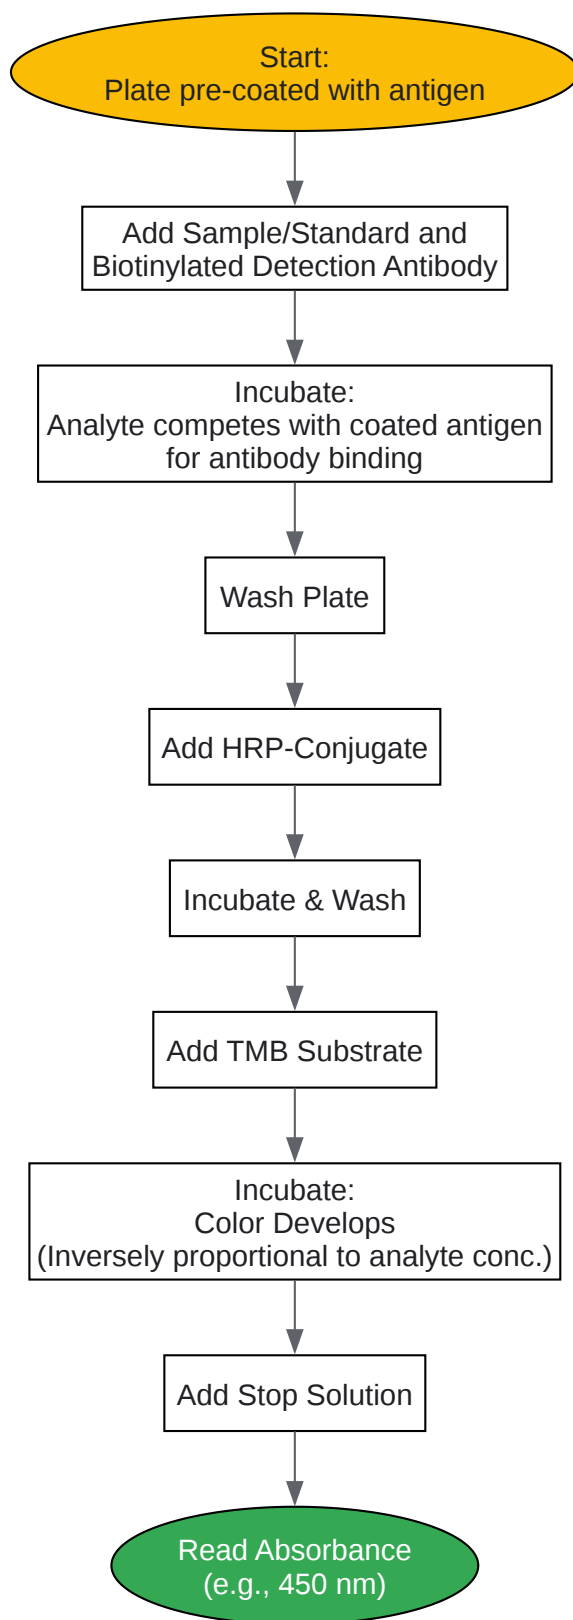 Start:
Plate pre-coated with antigen
Add Sample/Standard and
Biotinylated Detection Antibody
Incubate:
Analyte competes with coated antigen
for antibody binding
Wash Plate
Add HRP-Conjugate
Incubate & Wash
Add TMB Substrate
Incubate:
Color Develops
(Inversely proportional to analyte conc.)
Add Stop Solution
Read Absorbance
(e.g., 450 nm)